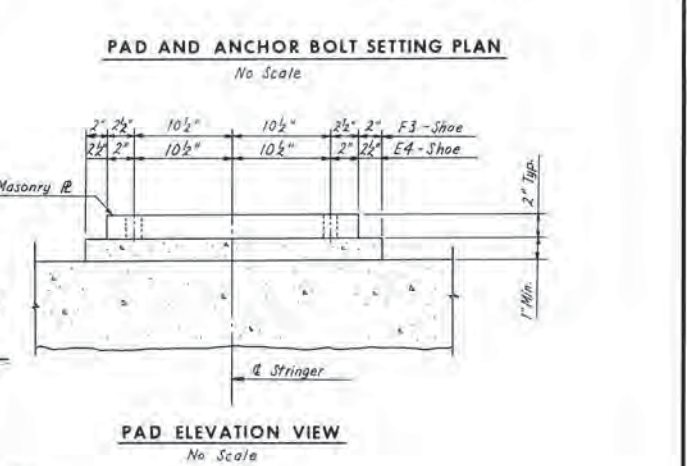 PAD AND ANCHOR BOLT SETTING PLAN
No Scale
2" 2½" 10½" 10½" 2½" 2" F3-Shoe
2½" 2" 10½" 10½" 2" 2½" E4-Shoe
Masonry ⅊
2" Typ.
1" Min.
℄ Stringer
PAD ELEVATION VIEW
No Scale